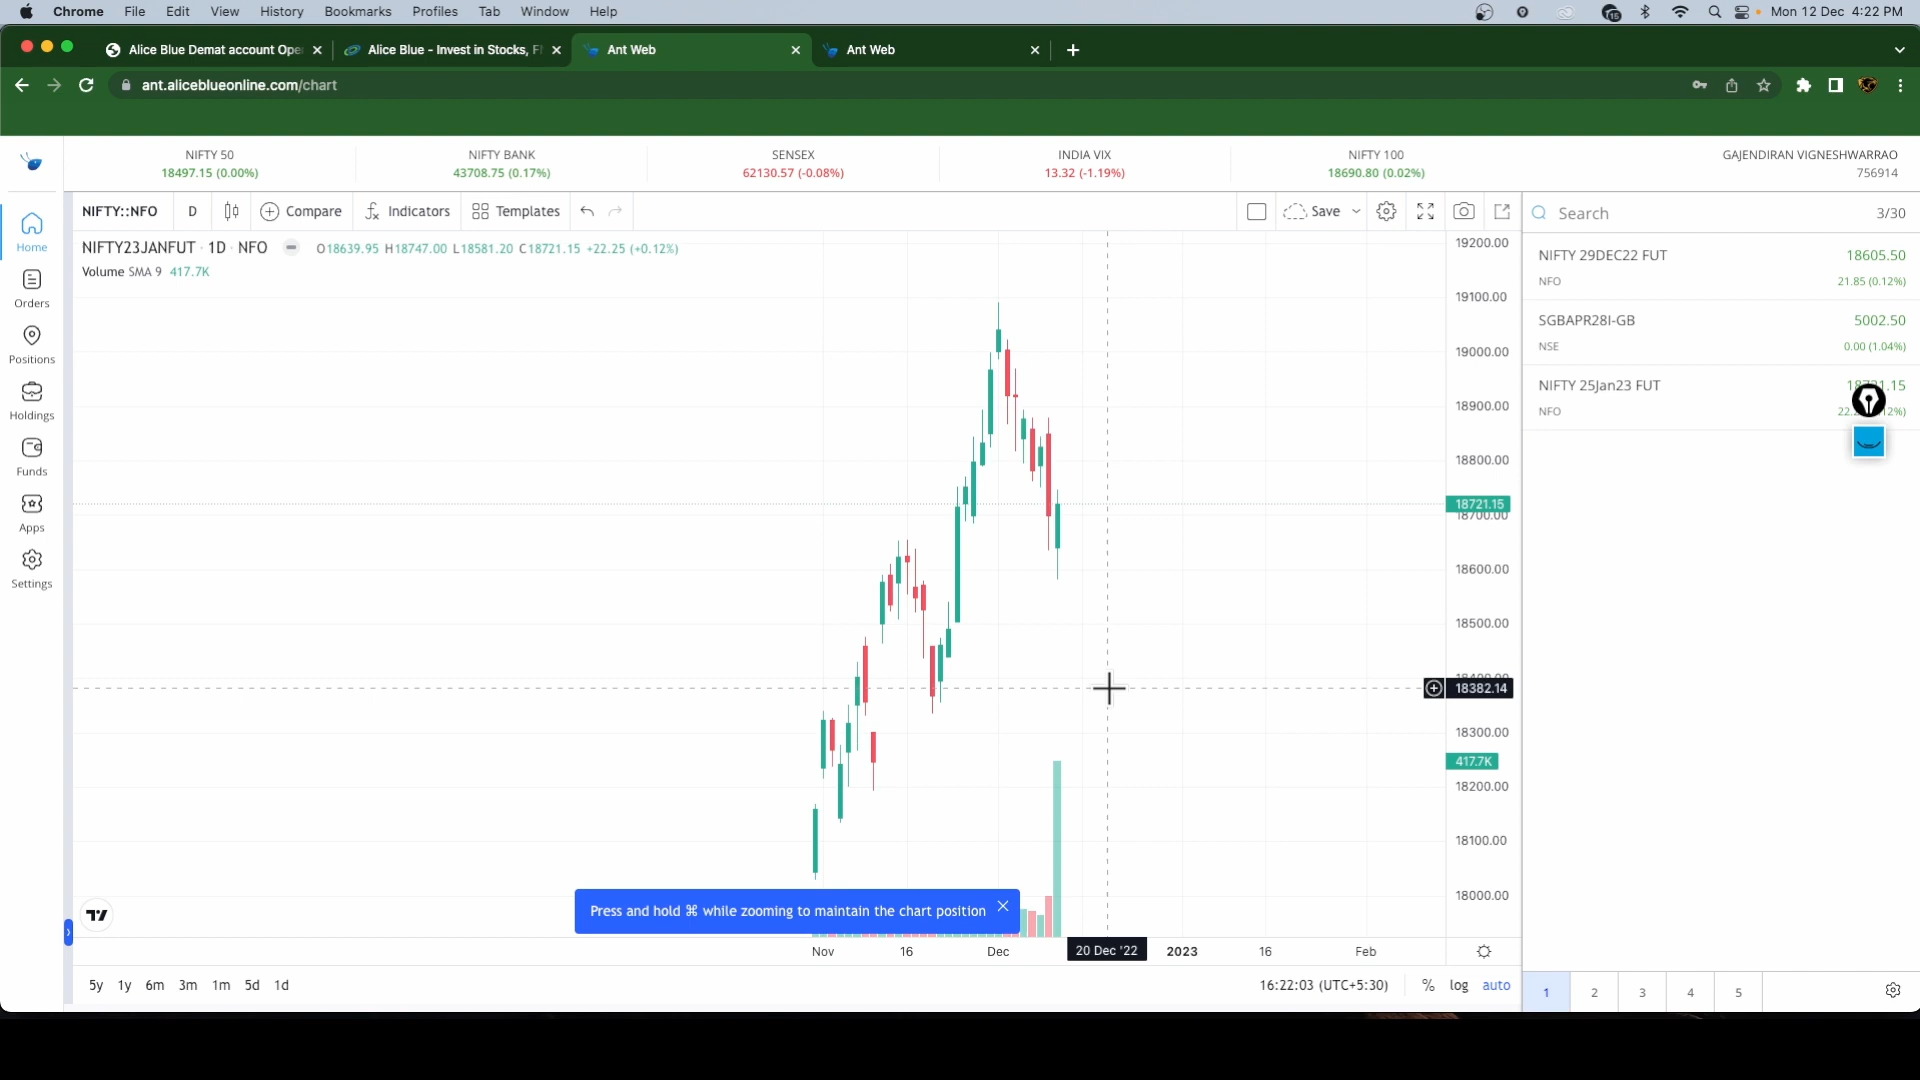 Chrome File Edit View History Bookmarks Profiles Tab Window Help
15
Mon 12 Dec 4:22 PM
Alice Blue Demat account Ope
Alice Blue - Invest in Stocks, F
Ant Web
Ant Web
ant.aliceblueonline.com/chart
NIFTY 50
18497.15 (0.00%)
NIFTY BANK
43708.75 (0.17%)
SENSEX
62130.57 (-0.08%)
INDIA VIX
13.32 (-1.19%)
NIFTY 100
18690.80 (0.02%)
GAJENDIRAN VIGNESHWARRAO
756914
Home
Orders
Positions
Holdings
Funds
Apps
Settings
NIFTY::NFO D Compare Indicators Templates Save
NIFTY23JANFUT · 1D · NFO O18639.95 H18747.00 L18581.20 C18721.15 +22.25 (+0.12%)
Volume SMA 9 417.7K
19200.00
19100.00
19000.00
18900.00
18800.00
18721.15
18700.00
18600.00
18500.00
18400.00
18382.14
18300.00
417.7K
18200.00
18100.00
18000.00
Press and hold ⌘ while zooming to maintain the chart position
Nov 16 Dec 20 Dec '22 2023 16 Feb
5y 1y 6m 3m 1m 5d 1d
16:22:03 (UTC+5:30) % log auto
Search 3/30
NIFTY 29DEC22 FUT 18605.50
NFO 21.85 (0.12%)
SGBAPR28I-GB 5002.50
NSE 0.00 (1.04%)
NIFTY 25Jan23 FUT
NFO
1 2 3 4 5